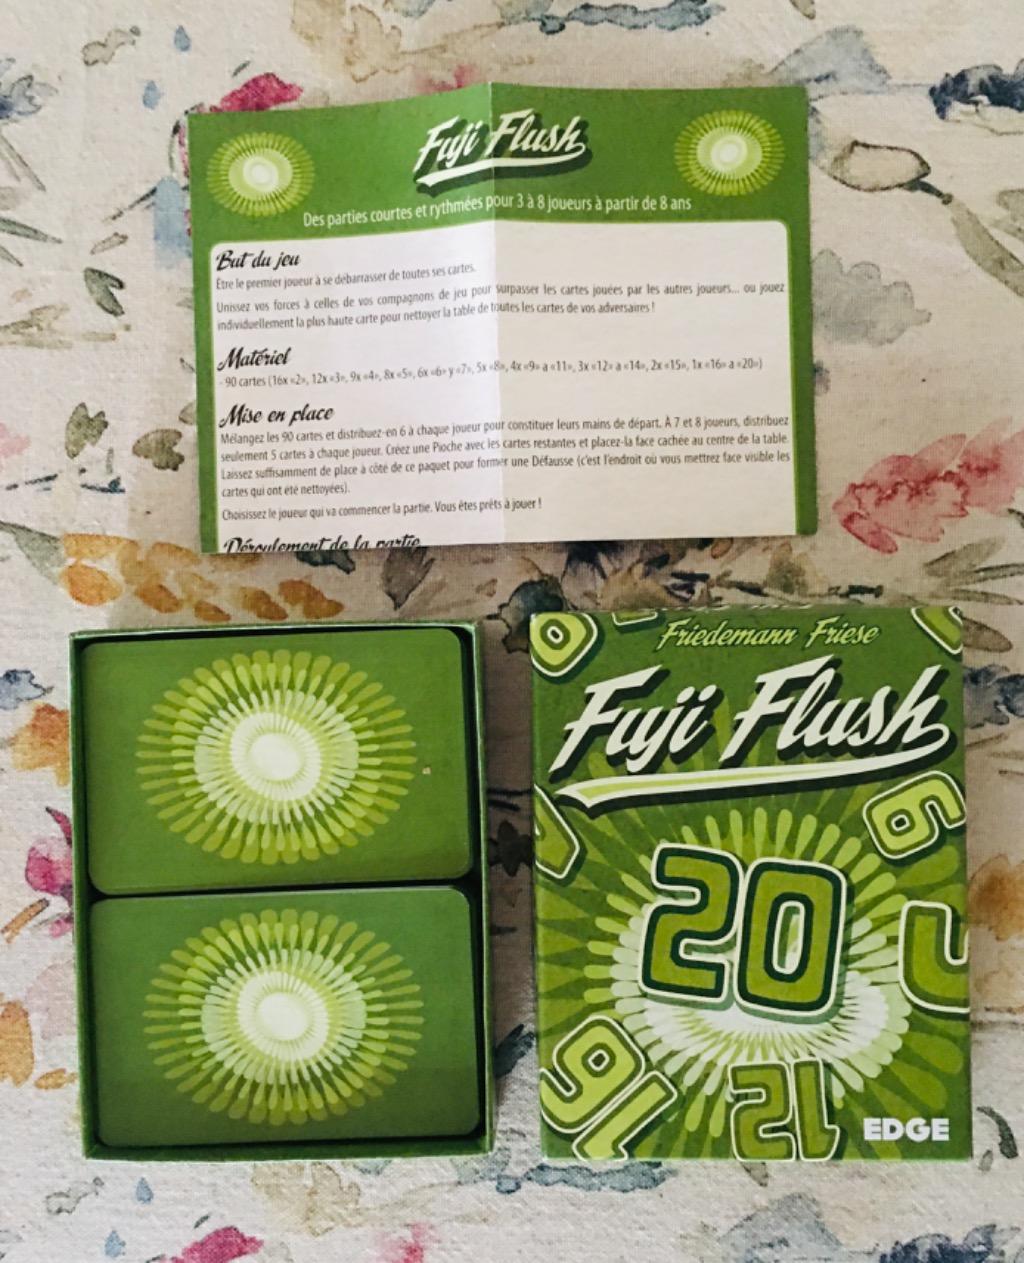 Fuji Flush
Des parties courtes et rythmées pour 3 à 8 joueurs à partir de 8 ans
But du jeu
Être le premier joueur à se débarrasser de toutes ses cartes.
Unissez vos forces à celles de vos compagnons de jeu pour surpasser les cartes jouées par les autres joueurs... ou jouez
individuellement la plus haute carte pour nettoyer la table de toutes les cartes de vos adversaires !
Matériel
- 90 cartes (16x «2», 12x «3», 9x «4», 8x «5», 6x «6» y «7», 5x «8», 4x «9» a «11», 3x «12» a «14», 2x «15», 1x «16» a «20»)
Mise en place
Mélangez les 90 cartes et distribuez-en 6 à chaque joueur pour constituer leurs mains de départ. À 7 et 8 joueurs, distribuez
seulement 5 cartes à chaque joueur. Créez une Pioche avec les cartes restantes et placez-la face cachée au centre de la table.
Laissez suffisamment de place à côté de ce paquet pour former une Défausse (c'est l'endroit où vous mettrez face visible les
cartes qui ont été nettoyées).
Choisissez le joueur qui va commencer la partie. Vous êtes prêts à jouer !
Déroulement de la partie
Friedemann Friese
Fuji Flush
9
20
16
12
EDGE